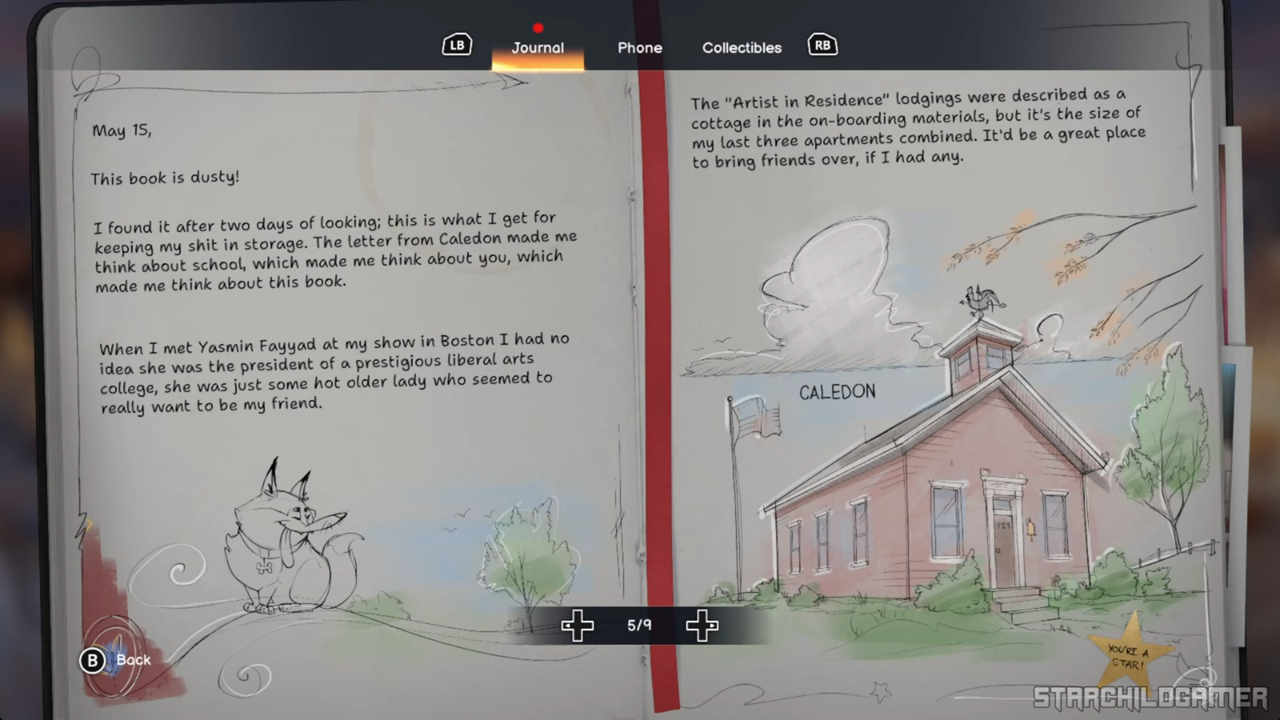 LB
Journal
Phone
Collectibles
RB
May 15,
This book is dusty!
I found it after two days of looking; this is what I get for
keeping my shit in storage. The letter from Caledon made me
think about school, which made me think about you, which
made me think about this book.
When I met Yasmin Fayyad at my show in Boston I had no
idea she was the president of a prestigious liberal arts
college, she was just some hot older lady who seemed to
really want to be my friend.
The "Artist in Residence" lodgings were described as a
cottage in the on-boarding materials, but it's the size of
my last three apartments combined. It'd be a great place
to bring friends over, if I had any.
CALEDON
123
YOU'RE A
STAR!
5/9
B Back
STARCHILDGAMER